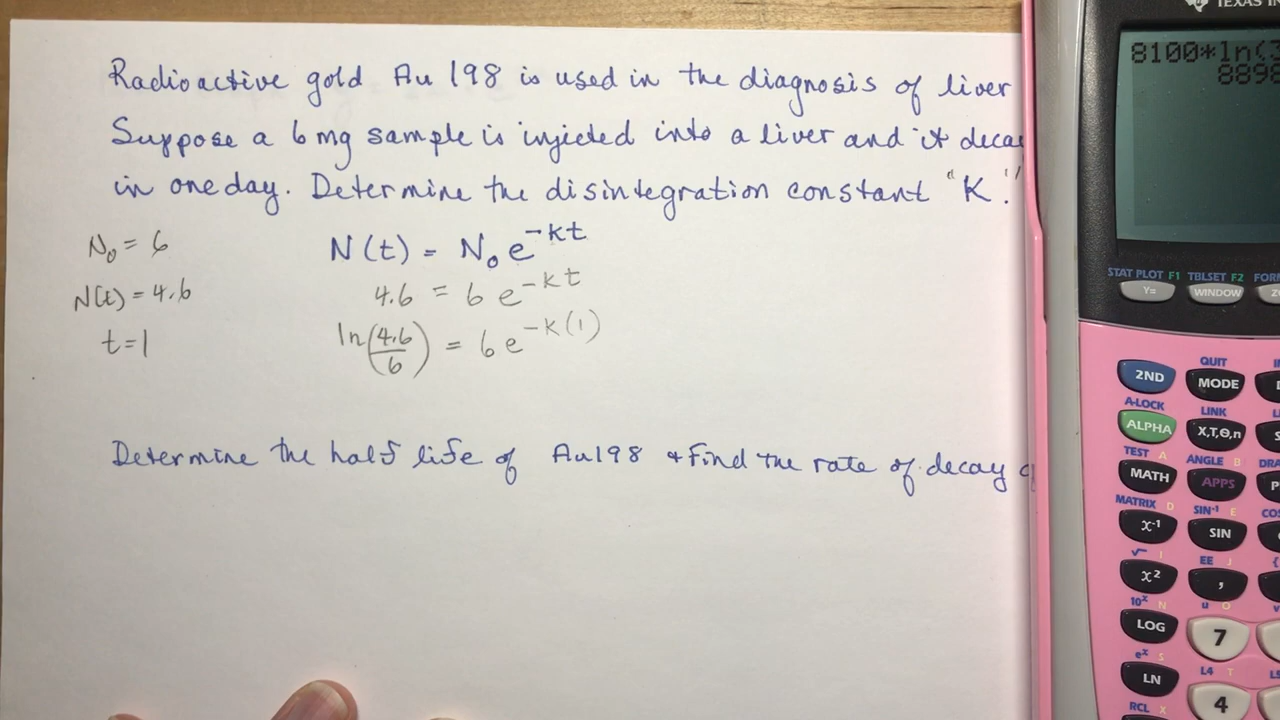 Radioactive gold Au 198 is used in the diagnosis of liver
Suppose a 6 mg sample is injected into a liver and it
in one day. Determine the disintegration constant "K".
N₀ = 6
N(t) = N₀ e^-kt
N(t) = 4.6
4.6 = 6 e^-kt
t=1
ln(4.6/6) = 6e^-K(1)
Determine the half life of Au198 & Find the rate of decay
TEXAS
8100*ln(
889
STAT PLOT F1 TBLSET F2
Y= WINDOW
QUIT
2ND MODE
A-LOCK LINK
ALPHA X,T,Θ,n
TEST A ANGLE B
MATH APPS
MATRIX D SIN⁻¹ E
x⁻¹ SIN
√ I EE J
x² ,
10ˣ N u O
LOG 7
eˣ S L4 T
LN 4
RCL X